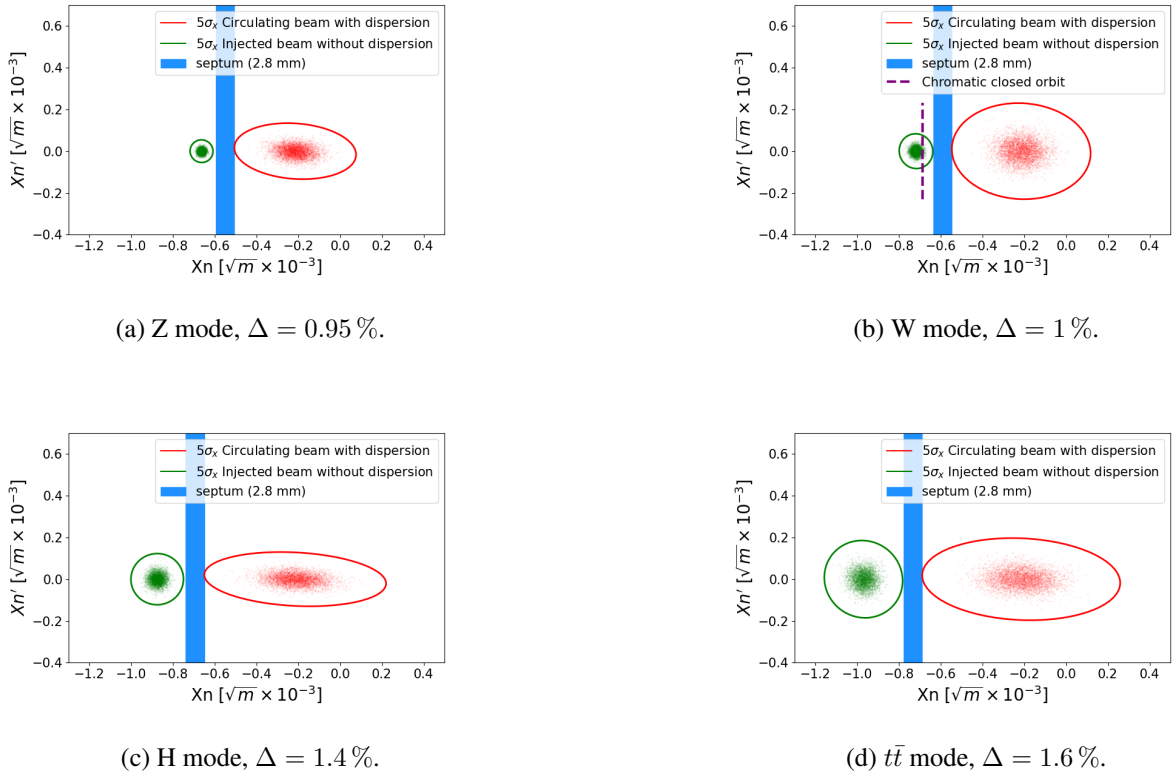 5σₓ Circulating beam with dispersion
5σₓ Injected beam without dispersion
septum (2.8 mm)
0.6
0.4
0.2
0.0
−0.2
−0.4
Xn′ [√m × 10⁻³]
−1.2 −1.0 −0.8 −0.6 −0.4 −0.2 0.0 0.2 0.4
Xn [√m × 10⁻³]
(a) Z mode, Δ = 0.95 %.
5σₓ Circulating beam with dispersion
5σₓ Injected beam without dispersion
septum (2.8 mm)
Chromatic closed orbit
0.6
0.4
0.2
0.0
−0.2
−0.4
Xn′ [√m × 10⁻³]
−1.2 −1.0 −0.8 −0.6 −0.4 −0.2 0.0 0.2 0.4
Xn [√m × 10⁻³]
(b) W mode, Δ = 1 %.
5σₓ Circulating beam with dispersion
5σₓ Injected beam without dispersion
septum (2.8 mm)
0.6
0.4
0.2
0.0
−0.2
−0.4
Xn′ [√m × 10⁻³]
−1.2 −1.0 −0.8 −0.6 −0.4 −0.2 0.0 0.2 0.4
Xn [√m × 10⁻³]
(c) H mode, Δ = 1.4 %.
5σₓ Circulating beam with dispersion
5σₓ Injected beam without dispersion
septum (2.8 mm)
0.6
0.4
0.2
0.0
−0.2
−0.4
Xn′ [√m × 10⁻³]
−1.2 −1.0 −0.8 −0.6 −0.4 −0.2 0.0 0.2 0.4
Xn [√m × 10⁻³]
(d) tt̄ mode, Δ = 1.6 %.